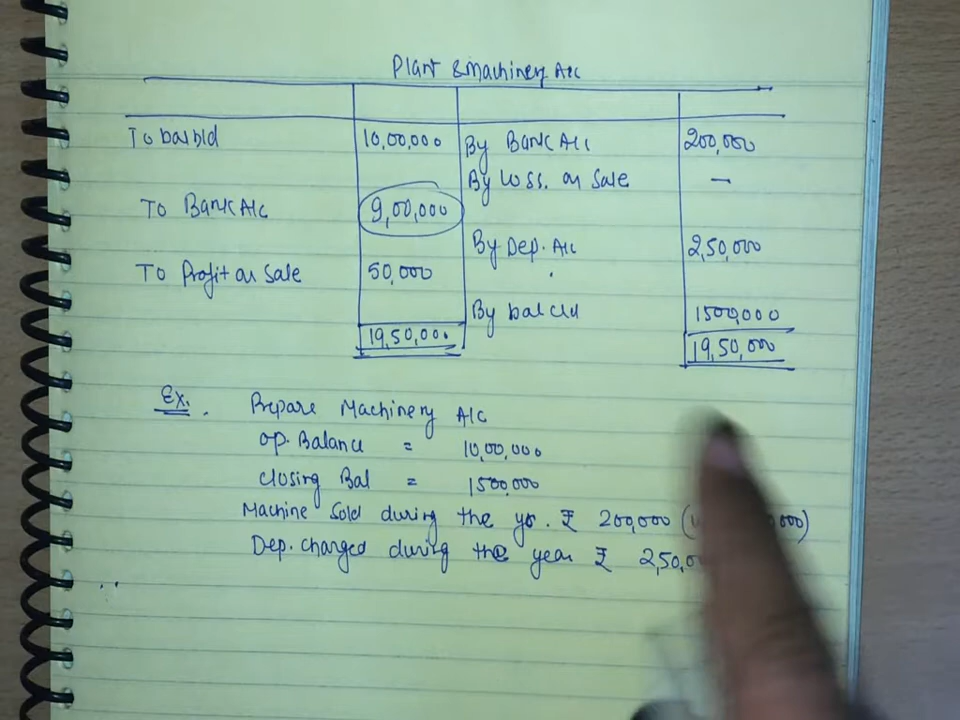 Plant & Machinery A/c
To bal b/d 10,00,000 By Bank A/c 200,000
By Loss. on Sale —
To Bank A/c 9,00,000
By Dep. A/c 2,50,000
To Profit on Sale 50,000
By bal c/d 1500,000
19,50,000 19,50,000
Ex. Prepare Machinery A/c
op. Balance = 10,00,000
Closing Bal = 1500,000
Machine Sold during the yr. ₹ 200,000
Dep. charged during the year ₹